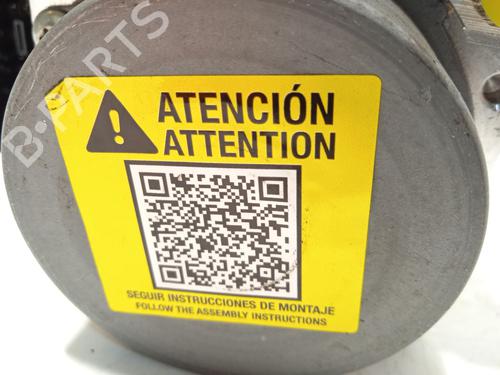 B-PARTS
ATENCIÓN
ATTENTION
SEGUIR INSTRUCCIONES DE MONTAJE
FOLLOW THE ASSEMBLY INSTRUCTIONS